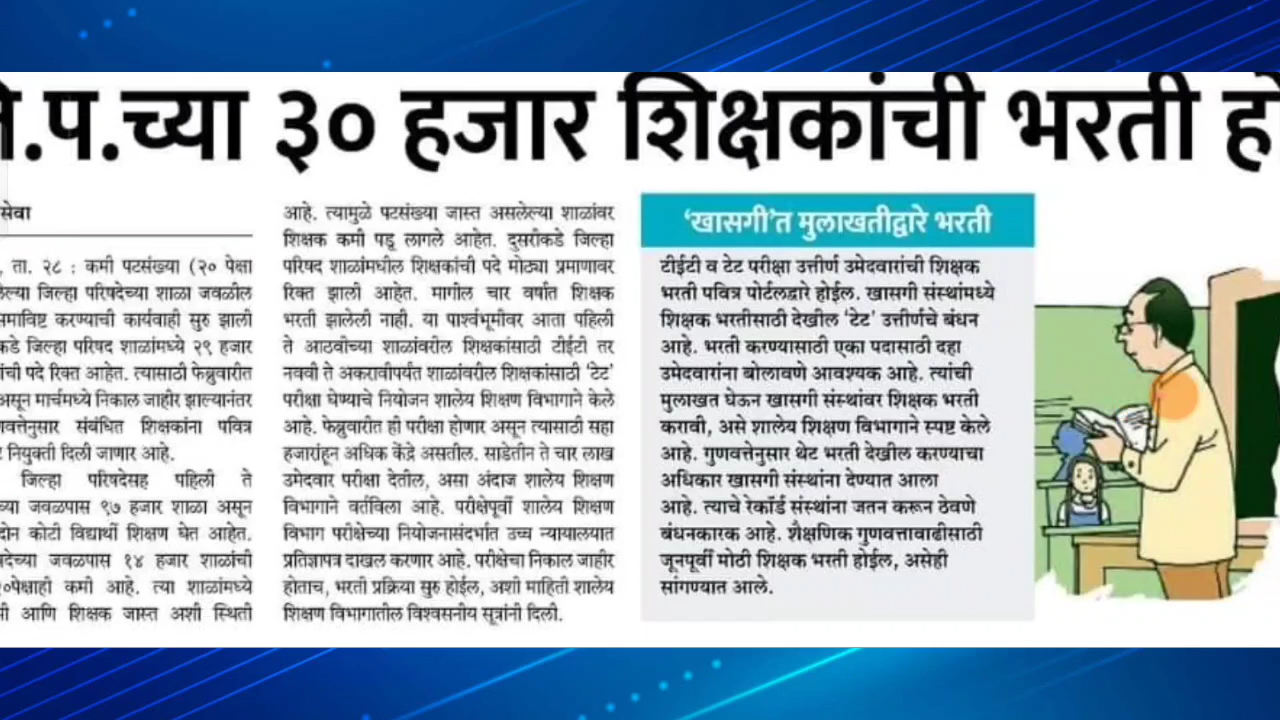 .प.च्या ३० हजार शिक्षकांची भरती
सेवा
ता. २८ : कमी पटसंख्या (२० पेक्षा
जिल्हा परिषदेच्या शाळा जवळील
करण्याची कार्यवाही सुरु झाली
जिल्हा परिषद शाळांमध्ये २९ हजार
पदे रिक्त आहेत. त्यासाठी फेब्रुवारीत
असून मार्चमध्ये निकाल जाहीर झाल्यानंतर
संबंधित शिक्षकांना पवित्र
नियुक्ती दिली जाणार आहे.
जिल्हा परिषदेसह पहिली ते
जवळपास ९७ हजार शाळा असून
दोन कोटी विद्यार्थी शिक्षण घेत आहेत.
जवळपास १४ हजार शाळांची
कमी आहे. त्या शाळांमध्ये
आणि शिक्षक जास्त अशी स्थिती
आहे. त्यामुळे पटसंख्या जास्त असलेल्या शाळांवर
शिक्षक कमी पडू लागले आहेत. दुसरीकडे जिल्हा
परिषद शाळांमधील शिक्षकांची पदे मोठ्या प्रमाणावर
रिक्त झाली आहेत. मागील चार वर्षांत शिक्षक
भरती झालेली नाही. या पार्श्वभूमीवर आता पहिली
ते आठवीच्या शाळांवरील शिक्षकांसाठी टीईटी तर
नववी ते अकरावीपर्यंत शाळांवरील शिक्षकांसाठी ‘टेट’
परीक्षा घेण्याचे नियोजन शालेय शिक्षण विभागाने केले
आहे. फेब्रुवारीत ही परीक्षा होणार असून त्यासाठी सहा
हजारांहून अधिक केंद्रे असतील. साडेतीन ते चार लाख
उमेदवार परीक्षा देतील, असा अंदाज शालेय शिक्षण
विभागाने वर्तविला आहे. परीक्षेपूर्वी शालेय शिक्षण
विभाग परीक्षेच्या नियोजनासंदर्भात उच्च न्यायालयात
प्रतिज्ञापत्र दाखल करणार आहे. परीक्षेचा निकाल जाहीर
होताच, भरती प्रक्रिया सुरु होईल, अशी माहिती शालेय
शिक्षण विभागातील विश्वसनीय सूत्रांनी दिली.
‘खासगी’त मुलाखतीद्वारे भरती
टीईटी व टेट परीक्षा उत्तीर्ण उमेदवारांची शिक्षक
भरती पवित्र पोर्टलद्वारे होईल. खासगी संस्थांमध्ये
शिक्षक भरतीसाठी देखील ‘टेट’ उत्तीर्णचे बंधन
आहे. भरती करण्यासाठी एका पदासाठी दहा
उमेदवारांना बोलावणे आवश्यक आहे. त्यांची
मुलाखत घेऊन खासगी संस्थांवर शिक्षक भरती
करावी, असे शालेय शिक्षण विभागाने स्पष्ट केले
आहे. गुणवत्तेनुसार थेट भरती देखील करण्याचा
अधिकार खासगी संस्थांना देण्यात आला
आहे. त्याचे रेकॉर्ड संस्थांना जतन करून ठेवणे
बंधनकारक आहे. शैक्षणिक गुणवत्तावाढीसाठी
जूनपूर्वी मोठी शिक्षक भरती होईल, असेही
सांगण्यात आले.